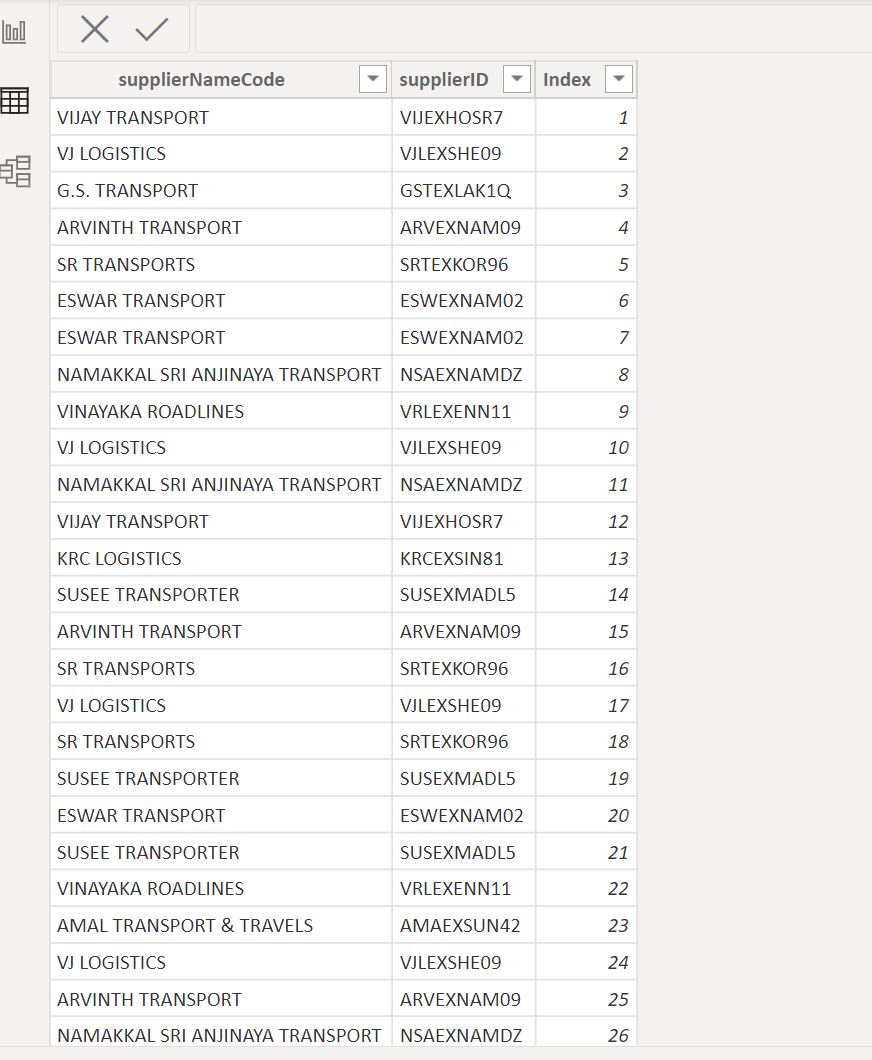 supplierNameCode supplierID Index
VIJAY TRANSPORT VIJEXHOSR7 1
VJ LOGISTICS VJLEXSHE09 2
G.S. TRANSPORT GSTEXLAK1Q 3
ARVINTH TRANSPORT ARVEXNAM09 4
SR TRANSPORTS SRTEXKOR96 5
ESWAR TRANSPORT ESWEXNAM02 6
ESWAR TRANSPORT ESWEXNAM02 7
NAMAKKAL SRI ANJINAYA TRANSPORT NSAEXNAMDZ 8
VINAYAKA ROADLINES VRLEXENN11 9
VJ LOGISTICS VJLEXSHE09 10
NAMAKKAL SRI ANJINAYA TRANSPORT NSAEXNAMDZ 11
VIJAY TRANSPORT VIJEXHOSR7 12
KRC LOGISTICS KRCEXSIN81 13
SUSEE TRANSPORTER SUSEXMADL5 14
ARVINTH TRANSPORT ARVEXNAM09 15
SR TRANSPORTS SRTEXKOR96 16
VJ LOGISTICS VJLEXSHE09 17
SR TRANSPORTS SRTEXKOR96 18
SUSEE TRANSPORTER SUSEXMADL5 19
ESWAR TRANSPORT ESWEXNAM02 20
SUSEE TRANSPORTER SUSEXMADL5 21
VINAYAKA ROADLINES VRLEXENN11 22
AMAL TRANSPORT & TRAVELS AMAEXSUN42 23
VJ LOGISTICS VJLEXSHE09 24
ARVINTH TRANSPORT ARVEXNAM09 25
NAMAKKAL SRI ANJINAYA TRANSPORT NSAEXNAMDZ 26